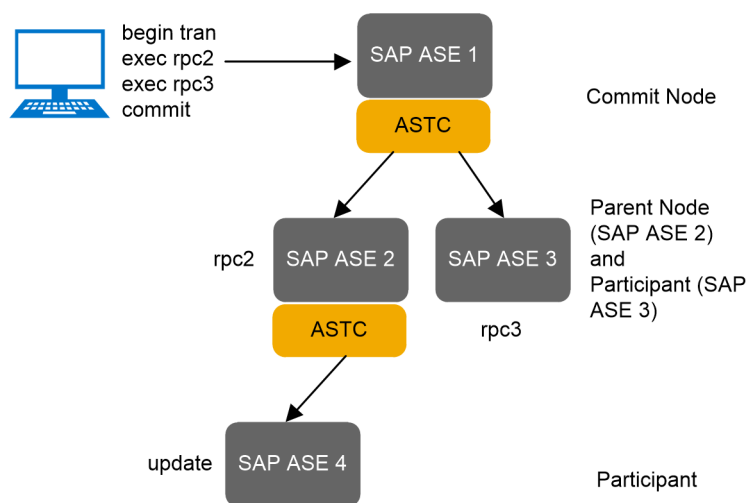 begin tran
exec rpc2
exec rpc3
commit
SAP ASE 1
ASTC
Commit Node
rpc2
SAP ASE 2
SAP ASE 3
Parent Node
(SAP ASE 2)
and
Participant (SAP
ASE 3)
ASTC
rpc3
update
SAP ASE 4
Participant